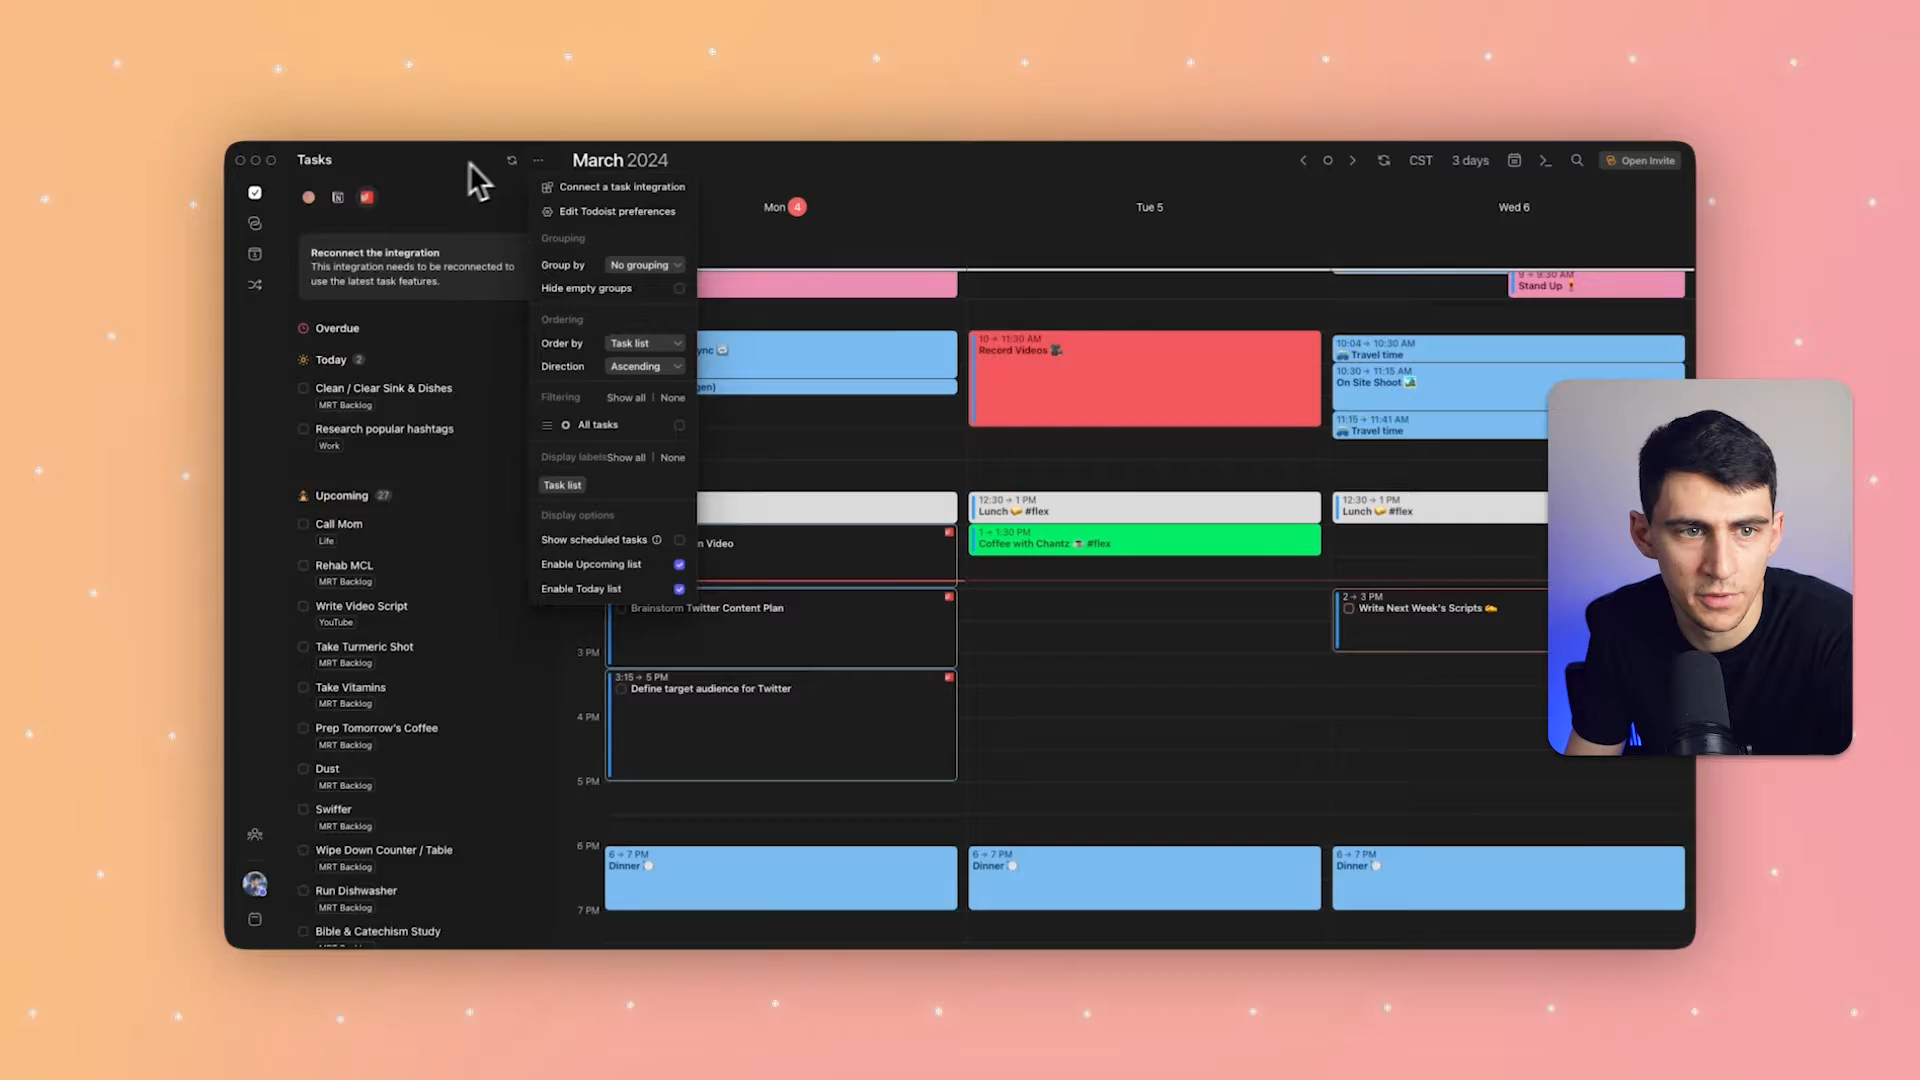 Tasks
March 2024
CST
3 days
Open Invite
Connect a task integration
Edit Todoist preferences
Grouping
Group by No grouping
Hide empty groups
Ordering
Order by Task list
Direction Ascending
Filtering Show all | None
All tasks
Display labels Show all | None
Task list
Display options
Show scheduled tasks
Enable Upcoming list
Enable Today list
Reconnect the integration
This integration needs to be reconnected to
use the latest task features.
Overdue
Today 2
Clean / Clear Sink & Dishes
MRT Backlog
Research popular hashtags
Work
Upcoming 27
Call Mom
Life
Rehab MCL
MRT Backlog
Write Video Script
YouTube
Take Turmeric Shot
MRT Backlog
Take Vitamins
MRT Backlog
Prep Tomorrow's Coffee
MRT Backlog
Dust
MRT Backlog
Swiffer
MRT Backlog
Wipe Down Counter / Table
MRT Backlog
Run Dishwasher
MRT Backlog
Bible & Catechism Study
Mon 4
Tue 5
Wed 6
Video
Brainstorm Twitter Content Plan
3 PM
3:15 → 5 PM
Define target audience for Twitter
4 PM
5 PM
6 PM
6 → 7 PM
Dinner
7 PM
10 → 11:30 AM
Record Videos
12:30 → 1 PM
Lunch #flex
1 → 1:30 PM
Coffee with Chantz #flex
6 → 7 PM
Dinner
9 → 9:30 AM
Stand Up
10:04 → 10:30 AM
Travel time
10:30 → 11:15 AM
On Site Shoot
11:15 → 11:41 AM
Travel time
12:30 → 1 PM
Lunch #flex
2 → 3 PM
Write Next Week's Scripts
6 → 7 PM
Dinner